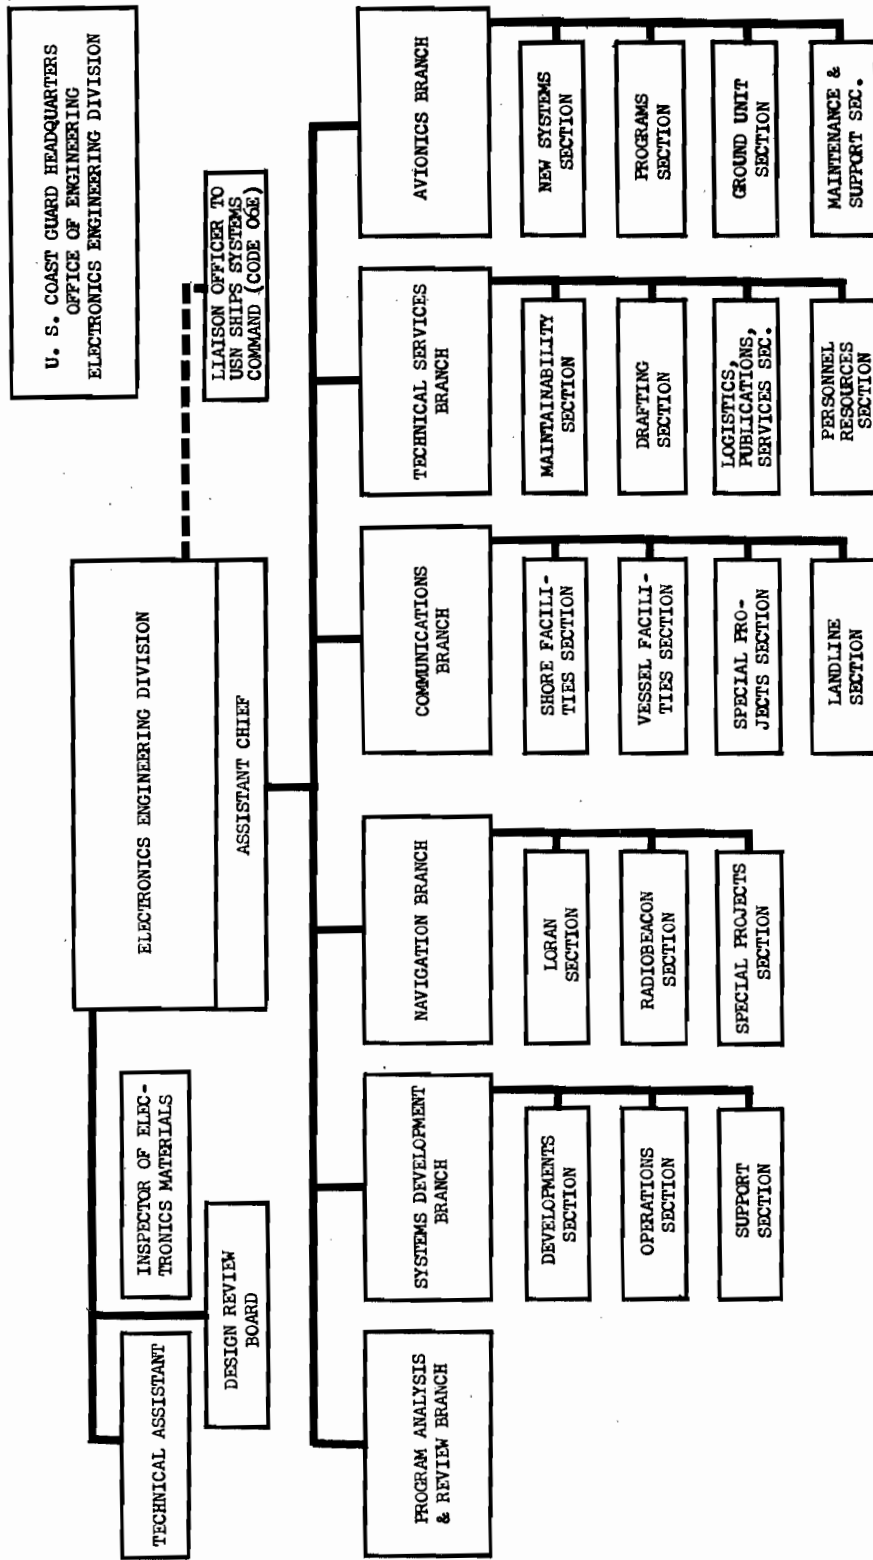 U. S. COAST GUARD HEADQUARTERS
OFFICE OF ENGINEERING
ELECTRONICS ENGINEERING DIVISION
ELECTRONICS ENGINEERING DIVISION
ASSISTANT CHIEF
LIAISON OFFICER TO
USN SHIPS SYSTEMS
COMMAND (CODE 06E)
TECHNICAL ASSISTANT
INSPECTOR OF ELEC-
TRONICS MATERIALS
DESIGN REVIEW
BOARD
PROGRAM ANALYSIS
& REVIEW BRANCH
SYSTEMS DEVELOPMENT
BRANCH
DEVELOPMENTS
SECTION
OPERATIONS
SECTION
SUPPORT
SECTION
NAVIGATION BRANCH
LORAN
SECTION
RADIOBEACON
SECTION
SPECIAL PROJECTS
SECTION
COMMUNICATIONS
BRANCH
SHORE FACILI-
TIES SECTION
VESSEL FACILI-
TIES SECTION
SPECIAL PRO-
JECTS SECTION
LANDLINE
SECTION
TECHNICAL SERVICES
BRANCH
MAINTAINABILITY
SECTION
DRAFTING
SECTION
LOGISTICS,
PUBLICATIONS,
SERVICES SEC.
PERSONNEL
RESOURCES
SECTION
AVIONICS BRANCH
NEW SYSTEMS
SECTION
PROGRAMS
SECTION
GROUND UNIT
SECTION
MAINTENANCE &
SUPPORT SEC.